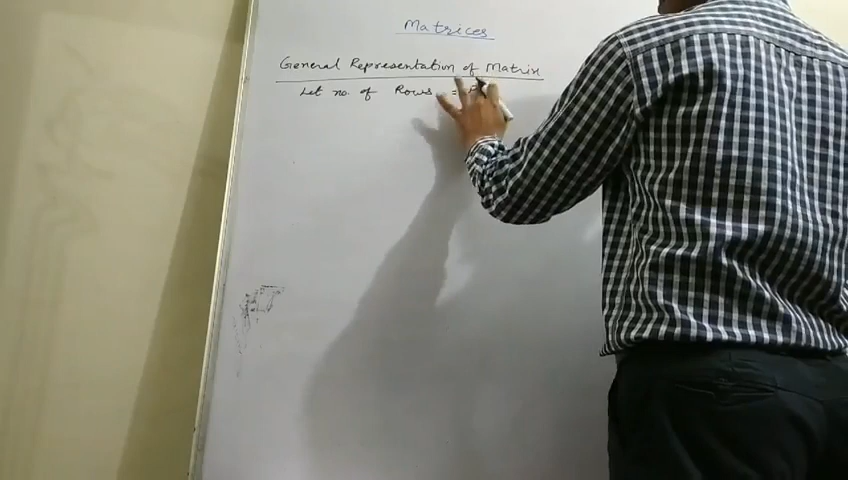 Matrices
General Representation of Matrix
Let no. of Rows =